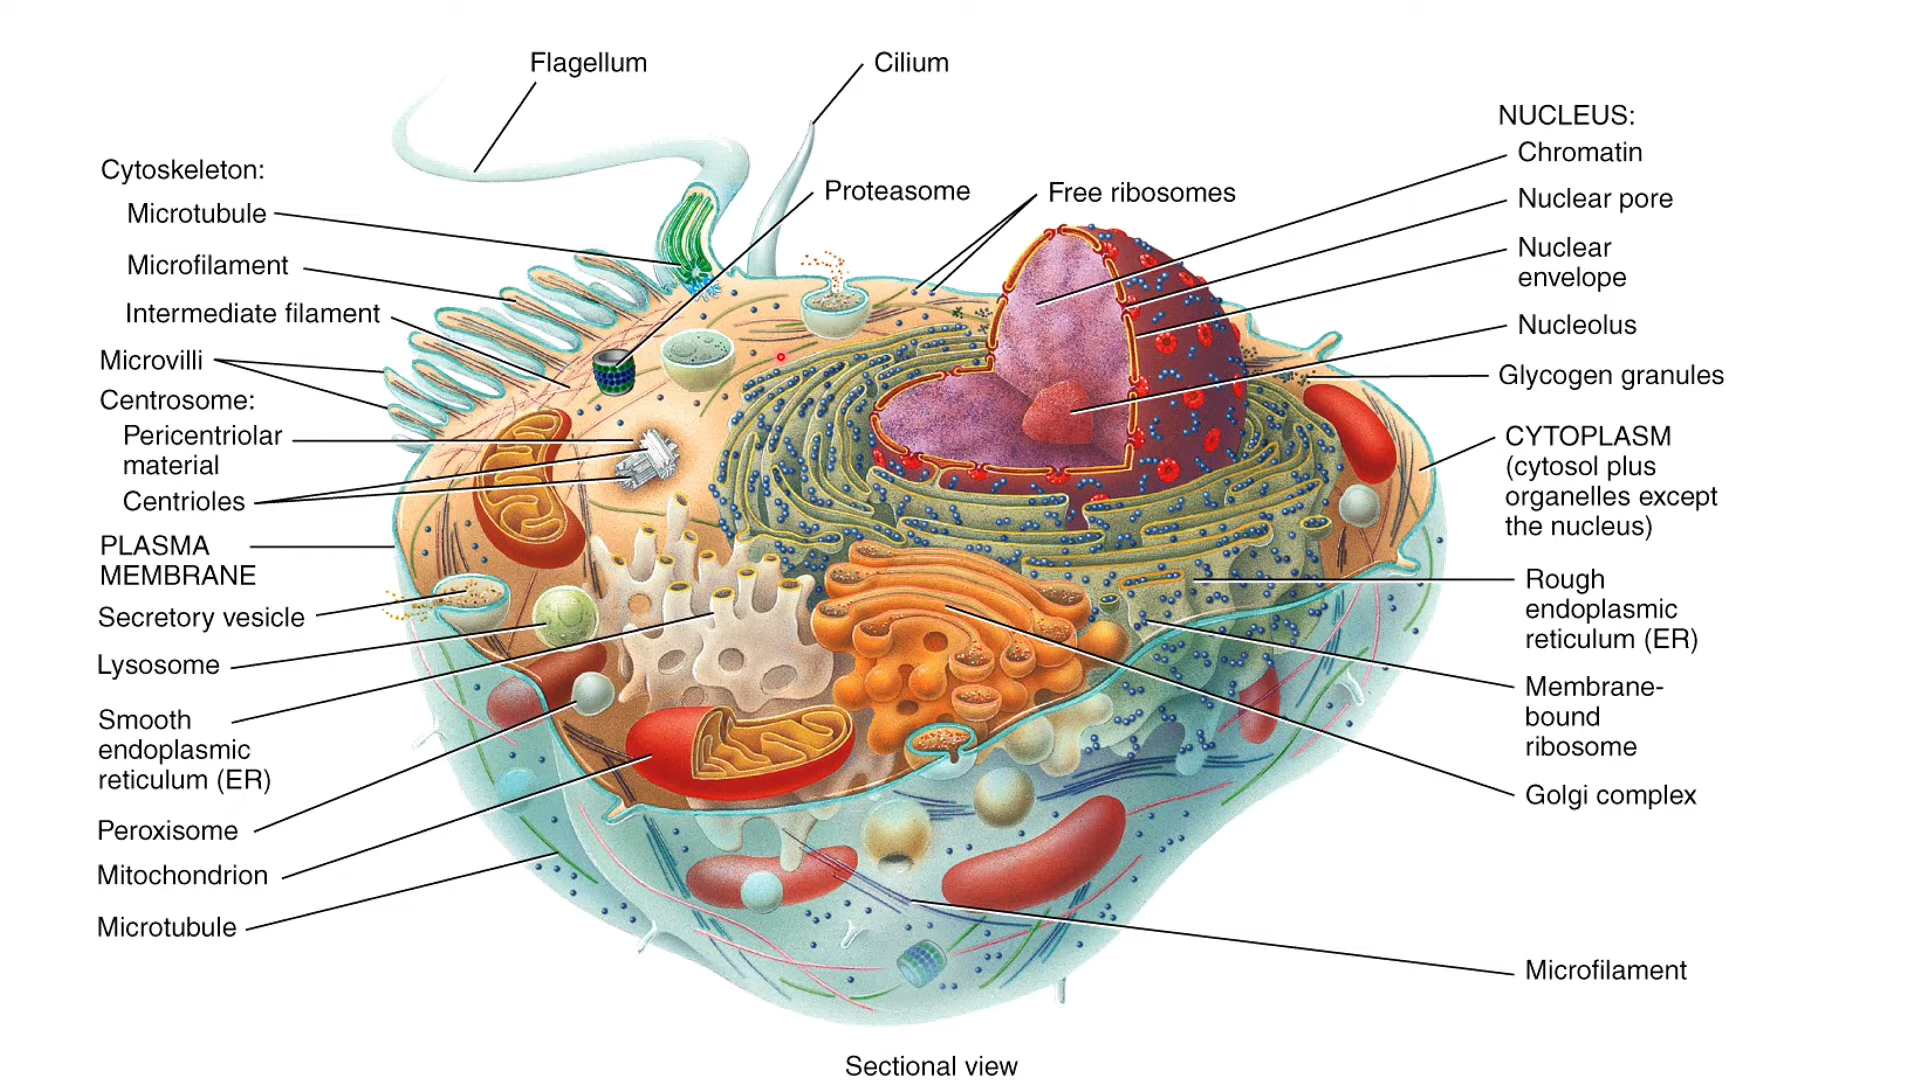 Flagellum
Cilium
Cytoskeleton:
Microtubule
Microfilament
Intermediate filament
Microvilli
Centrosome:
Pericentriolar
material
Centrioles
PLASMA
MEMBRANE
Secretory vesicle
Lysosome
Smooth
endoplasmic
reticulum (ER)
Peroxisome
Mitochondrion
Microtubule
Proteasome
Free ribosomes
NUCLEUS:
Chromatin
Nuclear pore
Nuclear
envelope
Nucleolus
Glycogen granules
CYTOPLASM
(cytosol plus
organelles except
the nucleus)
Rough
endoplasmic
reticulum (ER)
Membrane-
bound
ribosome
Golgi complex
Microfilament
Sectional view